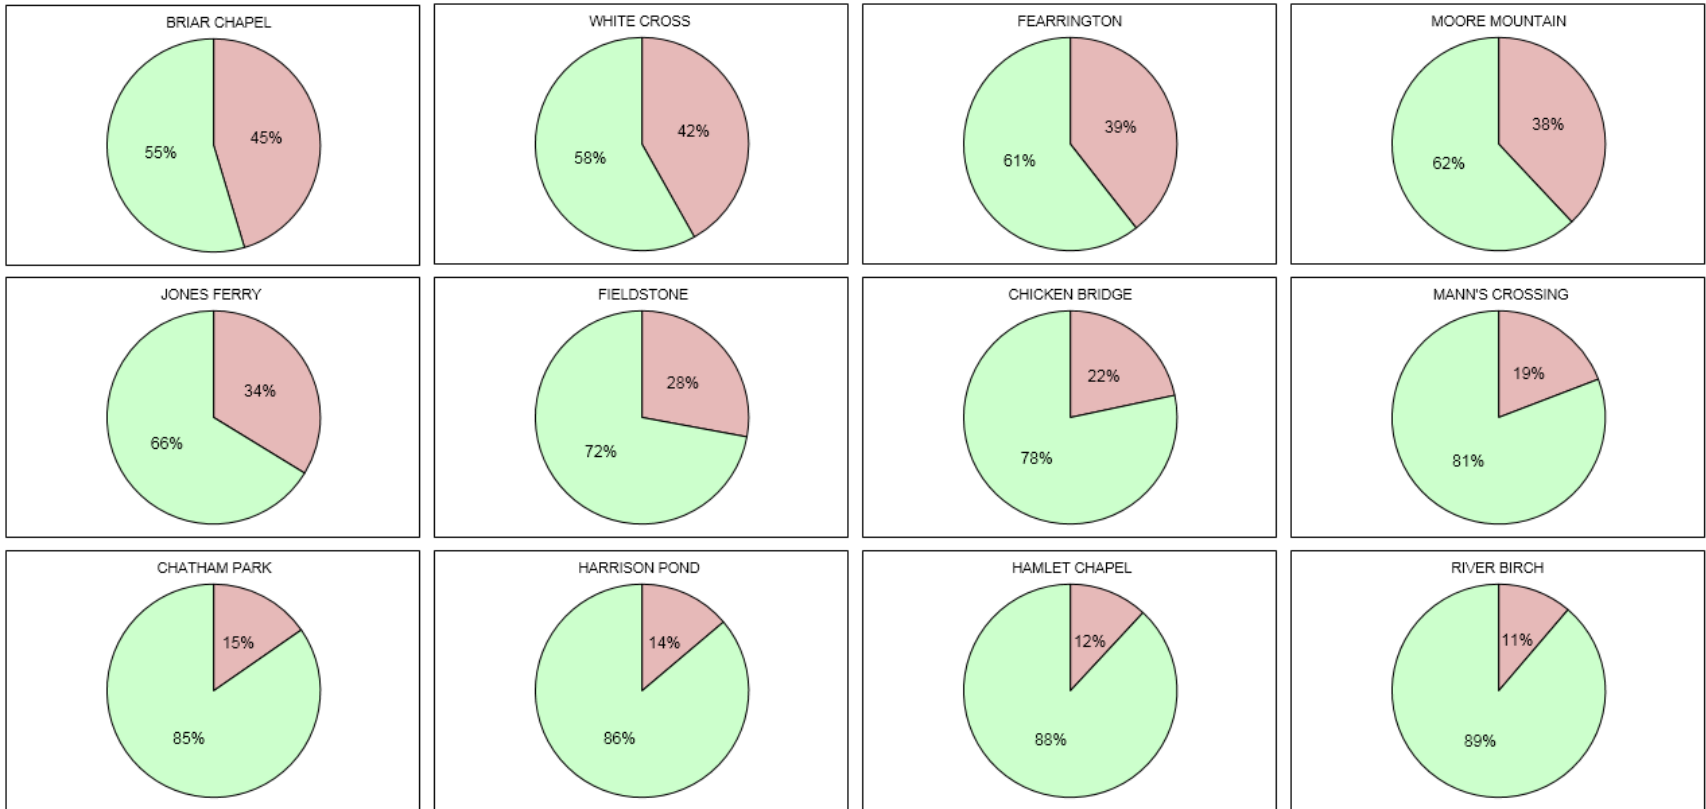 BRIAR CHAPEL
55%
45%
WHITE CROSS
58%
42%
FEARRINGTON
61%
39%
MOORE MOUNTAIN
62%
38%
JONES FERRY
66%
34%
FIELDSTONE
72%
28%
CHICKEN BRIDGE
78%
22%
MANN'S CROSSING
81%
19%
CHATHAM PARK
85%
15%
HARRISON POND
86%
14%
HAMLET CHAPEL
88%
12%
RIVER BIRCH
89%
11%